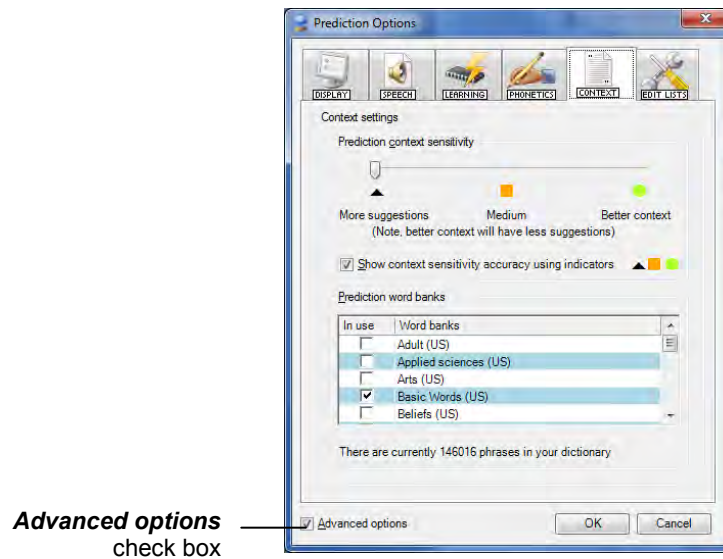 Prediction Options
DISPLAY SPEECH LEARNING PHONETICS CONTEXT EDIT LISTS
Context settings
Prediction context sensitivity
More suggestions Medium Better context
(Note, better context will have less suggestions)
Show context sensitivity accuracy using indicators
Prediction word banks
In use Word banks
Adult (US)
Applied sciences (US)
Arts (US)
Basic Words (US)
Beliefs (US)
There are currently 146016 phrases in your dictionary
Advanced options
check box
Advanced options OK Cancel